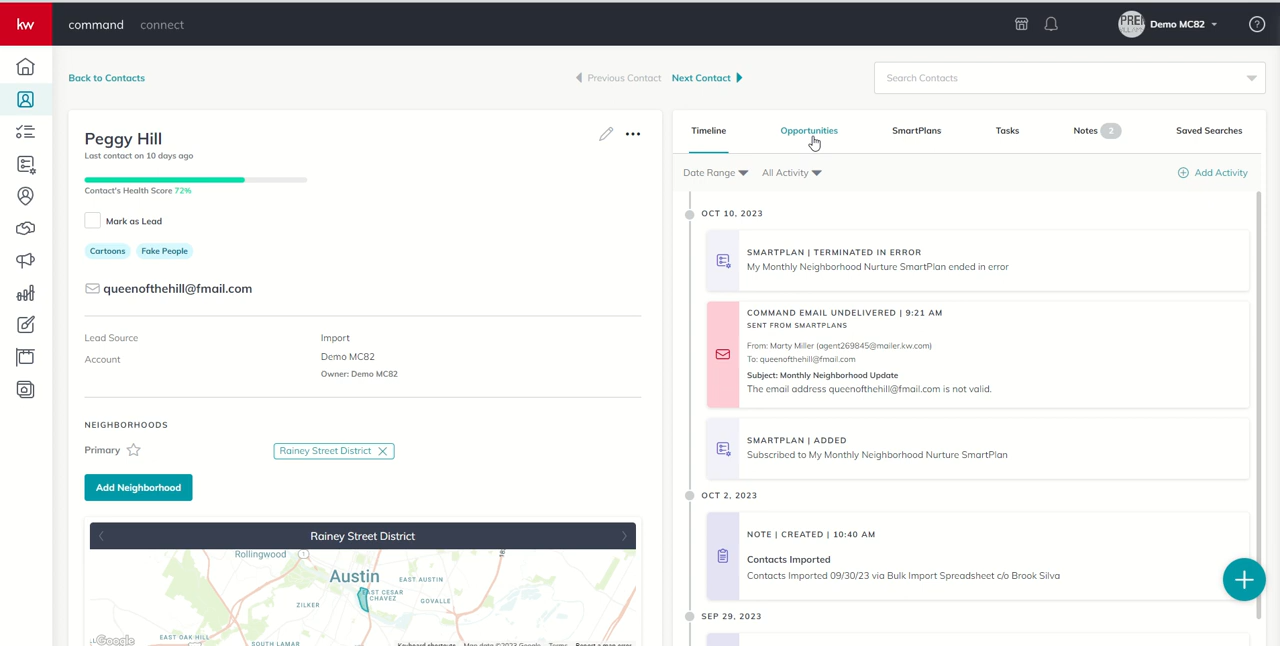 kw
command
connect
PREM
Demo MC82
?
Back to Contacts
Previous Contact
Next Contact
Search Contacts
Peggy Hill
Last contact on 10 days ago
Contact's Health Score 72%
Mark as Lead
Cartoons
Fake People
queenofthehill@fmail.com
Lead Source
Import
Account
Demo MC82
Owner: Demo MC82
NEIGHBORHOODS
Primary
Rainey Street District
Add Neighborhood
Rainey Street District
Rollingwood
Austin
EAST AUSTIN
EAST CESAR
CHAVEZ
GOVALLE
ZILKER
EAST OAK HILL
SOUTH LAMAR
Google
Keyboard shortcuts
Map data ©2023 Google
Terms
Report a map error
Timeline
Opportunities
SmartPlans
Tasks
Notes 2
Saved Searches
Date Range
All Activity
Add Activity
OCT 10, 2023
SMARTPLAN | TERMINATED IN ERROR
My Monthly Neighborhood Nurture SmartPlan ended in error
COMMAND EMAIL UNDELIVERED | 9:21 AM
SENT FROM SMARTPLANS
From: Marty Miller (agent269845@mailer.kw.com)
To: queenofthehill@fmail.com
Subject: Monthly Neighborhood Update
The email address queenofthehill@fmail.com is not valid.
SMARTPLAN | ADDED
Subscribed to My Monthly Neighborhood Nurture SmartPlan
OCT 2, 2023
NOTE | CREATED | 10:40 AM
Contacts Imported
Contacts Imported 09/30/23 via Bulk Import Spreadsheet c/o Brook Silva
SEP 29, 2023